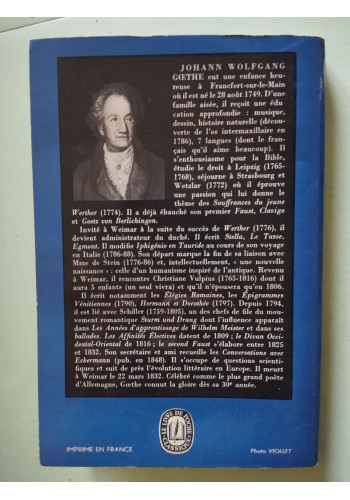 JOHANN WOLFGANG
GŒTHE eut une enfance heu-
reuse à Francfort-sur-le-Main
où il est né le 28 août 1749. D'une
famille aisée, il reçoit une édu
cation approfondie : musique,
dessin, histoire naturelle (décou-
verte de l'os intermaxillaire en
1786), 7 langues (dont le fran-
çais qu'il aime beaucoup). Il
s'enthousiasme pour la Bible,
étudie le droit à Leipzig (1765-
1768), séjourne à Strasbourg et
Wetzlar (1772) où il éprouve
une passion qui lui donne le
thème des Souffrances du jeune
Werther (1774). Il a déjà ébauché son premier Faust, Clavigo
et Goetz von Berlichingen.
Invité à Weimar à la suite du succès de Werther (1776), il
devient administrateur du duché. Il écrit Stella, Le Tasse,
Egmont. Il modifie Iphigénie en Tauride au cours de son voyage
en Italie (1786-88). Son départ marque la fin de sa liaison avec
Mme de Stein (1776-86) et, intellectuellement, « une nouvelle
naissance » : celle d'un humanisme inspiré de l'antique. Revenu
à Weimar, il rencontre Christiane Vulpius (1765-1816) dont il
aura 5 enfants (un seul vivra) et qu'il n'épousera qu'en 1806.
Il écrit notamment les Élégies Romaines, les Épigrammes
Vénitiennes (1790), Hermann et Dorothée (1797). Depuis 1794,
il est lié avec Schiller (1759-1805), un des chefs de file du mou-
vement romantique Sturm und Drang dont l'influence apparaît
dans Les Années d'apprentissage de Wilhelm Meister et dans ses
ballades. Les Affinités Électives datent de 1809 ; le Divan Occi-
dental-Oriental de 1816 ; le second Faust s'élabore entre 1825
et 1832. Son secrétaire et ami recueille les Conversations avec
Eckermann (pub. en 1848). Il s'occupe de questions scientifi-
ques et suit de près l'évolution littéraire en Europe. Il meurt
à Weimar le 22 mars 1832. Célébré comme le plus grand poète
d'Allemagne, Gœthe connut la gloire dès sa 30e année.
IMPRIMÉ EN FRANCE
LE LIVRE DE POCHE
CLASSIQUE
Photo VIOLLET